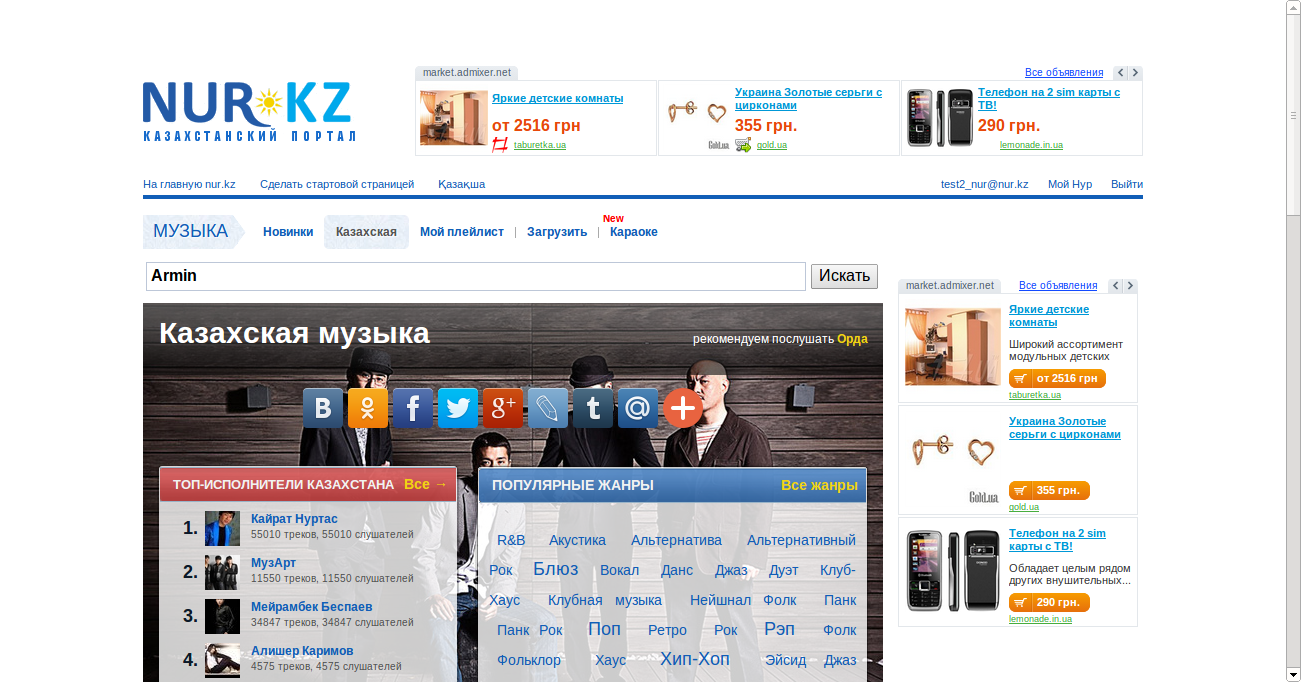 NUR KZ
КАЗАХСТАНСКИЙ ПОРТАЛ
market.admixer.net
Все объявления
Яркие детские комнаты
от 2516 грн
taburetka.ua
Украина Золотые серьги с
цирконами
355 грн.
Gold.ua
gold.ua
Телефон на 2 sim карты с
ТВ!
290 грн.
lemonade.in.ua
На главную nur.kz Сделать стартовой страницей Қазақша
test2_nur@nur.kz Мой Нур Выйти
МУЗЫКА Новинки Казахская Мой плейлист Загрузить Караоке
New
Armin
Искать
Казахская музыка
рекомендуем послушать Орда
ТОП-ИСПОЛНИТЕЛИ КАЗАХСТАНА Все →
1. Кайрат Нуртас
55010 треков, 55010 слушателей
2. МузАрт
11550 треков, 11550 слушателей
3. Мейрамбек Беспаев
34847 треков, 34847 слушателей
4. Алишер Каримов
4575 треков, 4575 слушателей
ПОПУЛЯРНЫЕ ЖАНРЫ Все жанры
R&B Акустика Альтернатива Альтернативный
Рок Блюз Вокал Данс Джаз Дуэт Клуб-
Хаус Клубная музыка Нейшнал Фолк Панк
Панк Рок Поп Ретро Рок Рэп Фолк
Фольклор Хаус Хип-Хоп Эйсид Джаз
market.admixer.net
Все объявления
Яркие детские
комнаты
Широкий ассортимент
модульных детских
от 2516 грн
taburetka.ua
Украина Золотые
серьги с цирконами
Gold.ua
355 грн.
gold.ua
Телефон на 2 sim
карты с ТВ!
Обладает целым рядом
других внушительных...
290 грн.
lemonade.in.ua